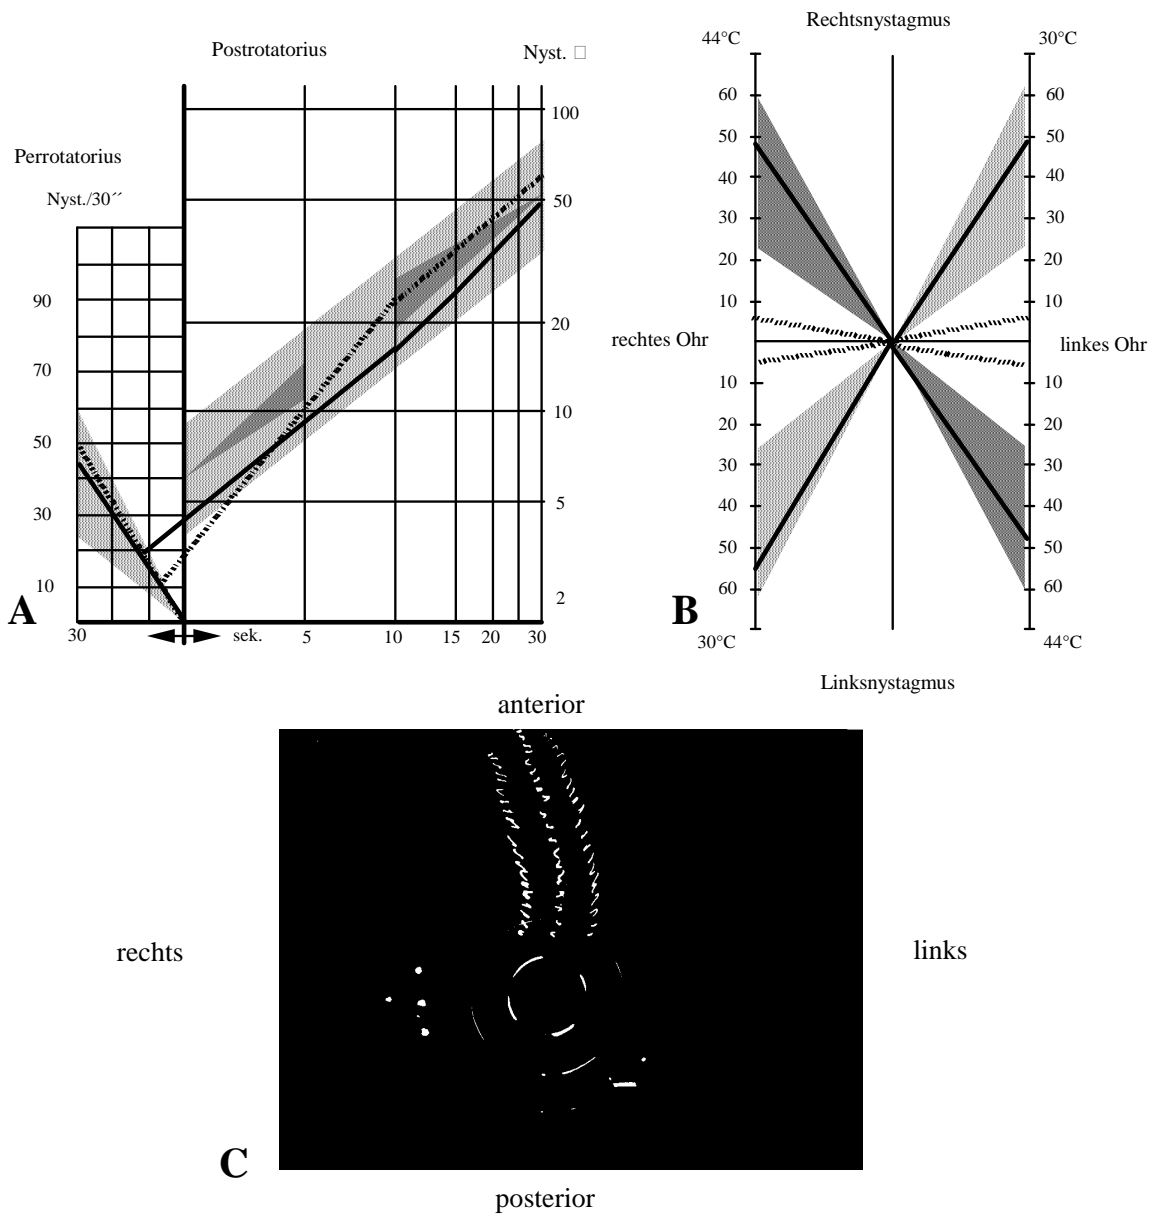 Rechtsnystagmus
Postrotatorius
Nyst. □
44°C
30°C
Perrotatorius
Nyst./30´´
90
70
50
30
10
100
50
20
10
5
2
A
30
sek.
5
10
15
20
30
60
50
40
30
20
10
rechtes Ohr
10
20
30
40
50
60
60
50
40
30
20
10
linkes Ohr
10
20
30
40
50
60
B
30°C
44°C
Linksnystagmus
anterior
rechts
links
C
posterior